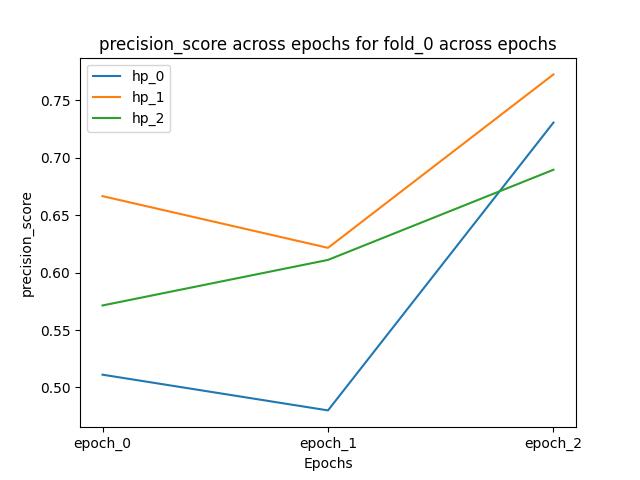 precision_score across epochs for fold_0 across epochs
hp_0
hp_1
hp_2
0.75
0.70
0.65
0.60
0.55
0.50
precision_score
epoch_0
epoch_1
epoch_2
Epochs